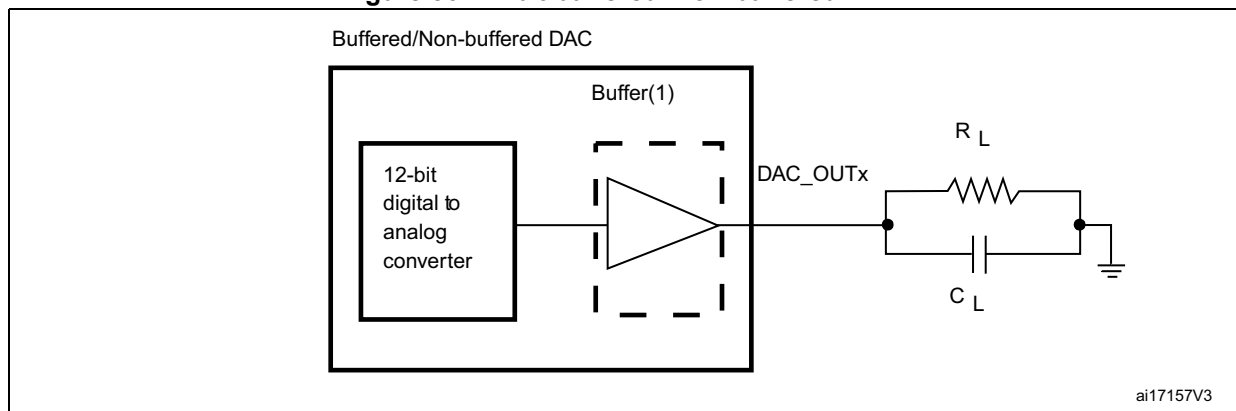 Buffered/Non-buffered DAC
Buffer(1)
12-bit
digital to
analog
converter
DAC_OUTx
R L
C L
ai17157V3